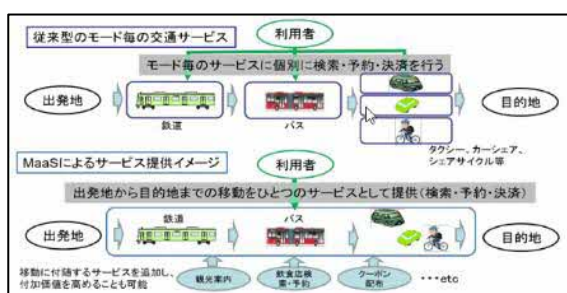 従来型のモード毎の交通サービス
利用者
モード毎のサービスに個別に検索・予約・決済を行う
出発地
鉄道
バス
目的地
タクシー、カーシェア、
シェアサイクル等
MaaSによるサービス提供イメージ
利用者
出発地から目的地までの移動をひとつのサービスとして提供(検索・予約・決済)
出発地
鉄道
バス
目的地
移動に付随するサービスを追加し、
付加価値を高めることも可能
観光案内
飲食店検
索・予約
クーポン
配布
・・・etc